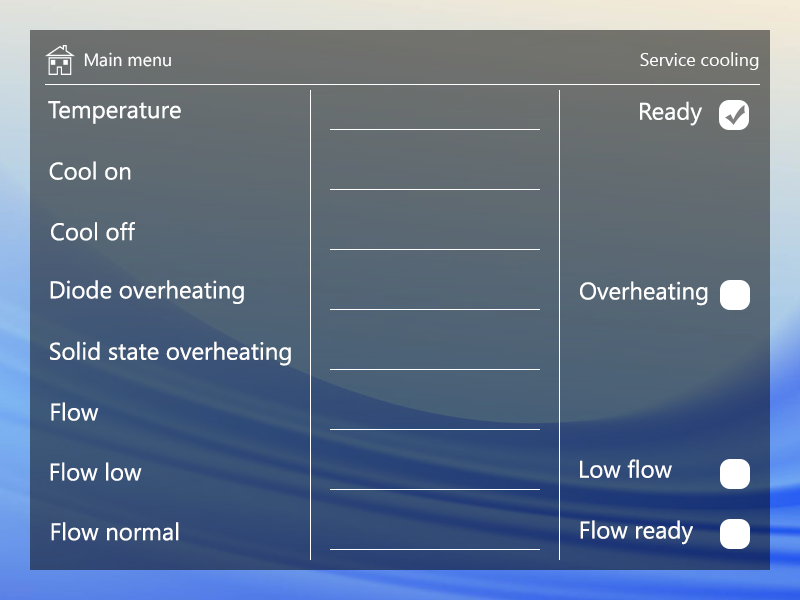 Main menu
Service cooling
Temperature
Ready
Cool on
Cool off
Diode overheating
Overheating
Solid state overheating
Flow
Flow low
Low flow
Flow normal
Flow ready